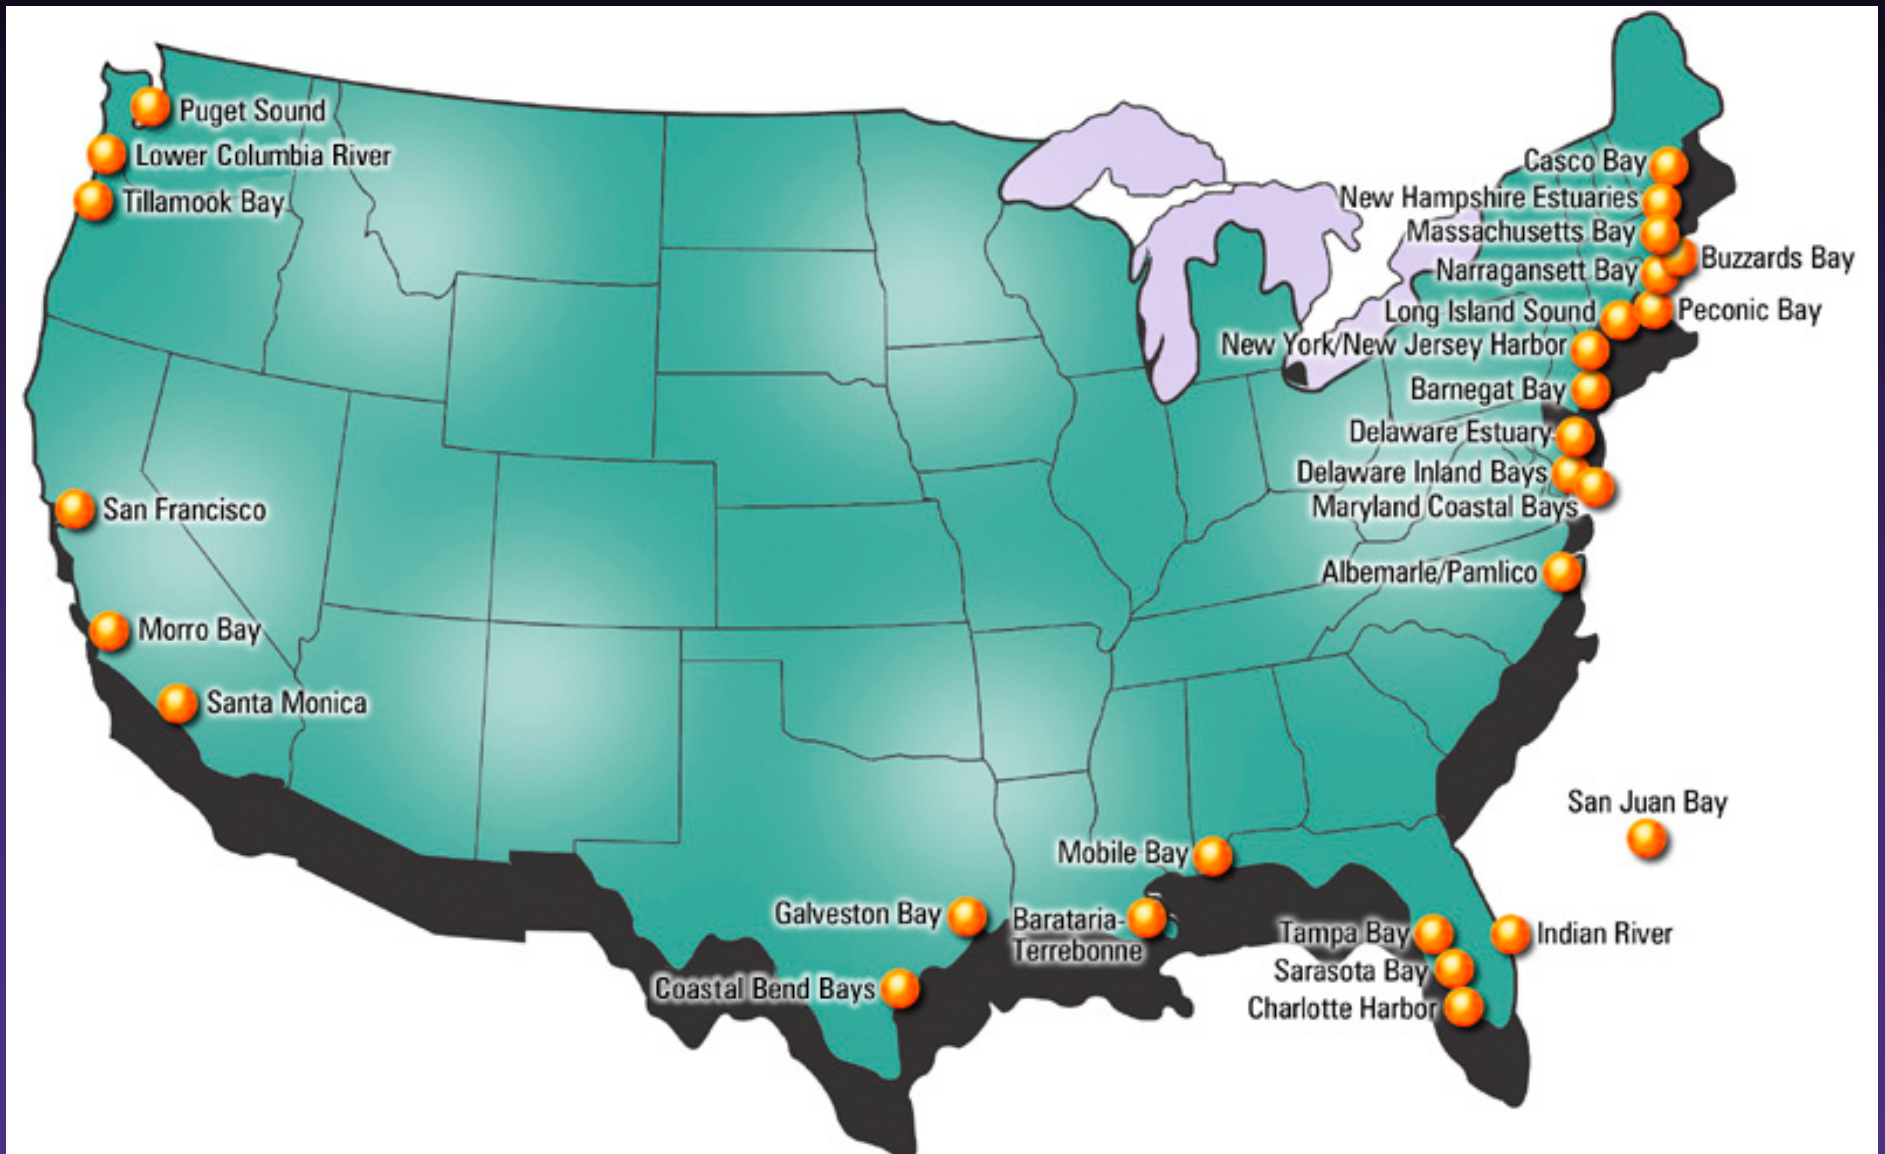 Puget Sound
Lower Columbia River
Tillamook Bay
Casco Bay
New Hampshire Estuaries
Massachusetts Bay
Buzzards Bay
Narragansett Bay
Long Island Sound
Peconic Bay
New York/New Jersey Harbor
Barnegat Bay
Delaware Estuary
Delaware Inland Bays
Maryland Coastal Bays
San Francisco
Albemarle/Pamlico
Morro Bay
Santa Monica
San Juan Bay
Mobile Bay
Galveston Bay
Barataria-
Terrebonne
Tampa Bay
Indian River
Sarasota Bay
Coastal Bend Bays
Charlotte Harbor